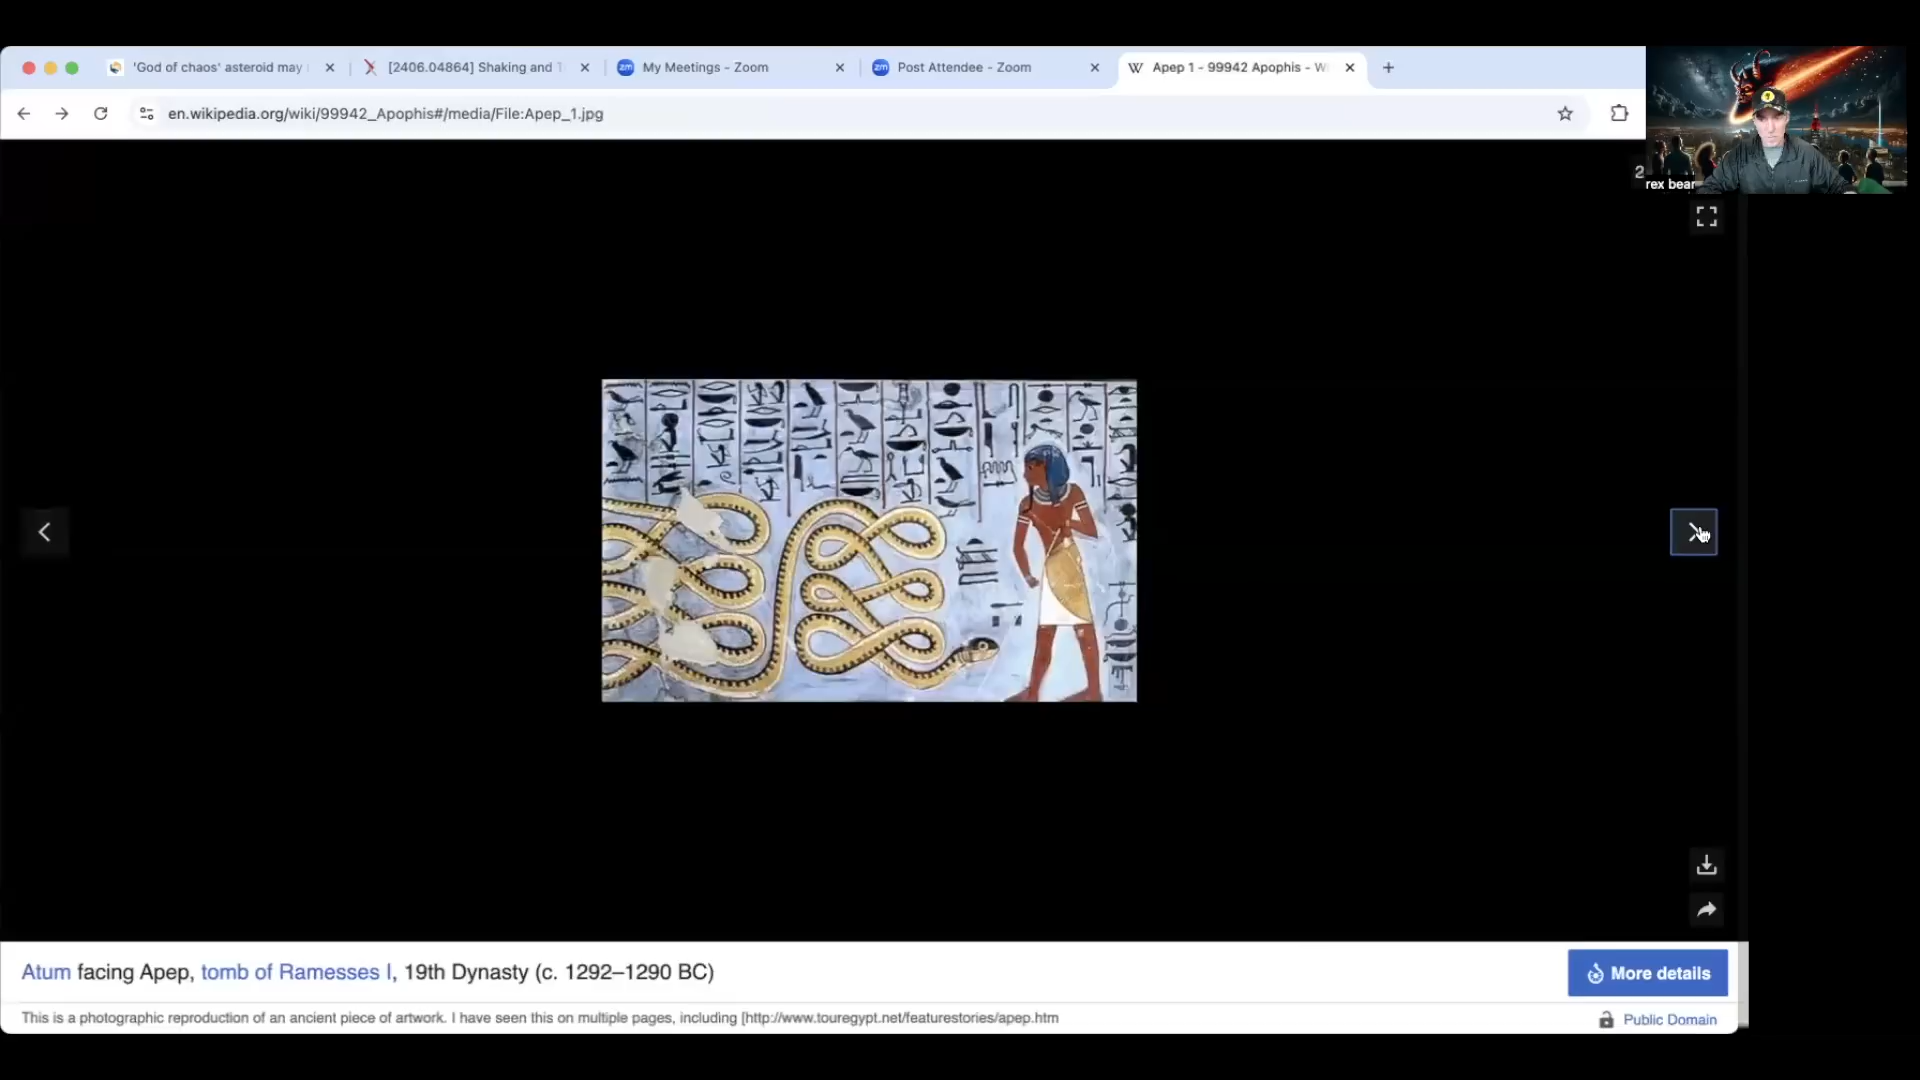 'God of chaos' asteroid may
[2406.04864] Shaking and T
My Meetings - Zoom
Post Attendee - Zoom
Apep 1 - 99942 Apophis - W
en.wikipedia.org/wiki/99942_Apophis#/media/File:Apep_1.jpg
2
rex bear
Atum facing Apep, tomb of Ramesses I, 19th Dynasty (c. 1292–1290 BC)
More details
This is a photographic reproduction of an ancient piece of artwork. I have seen this on multiple pages, including [http://www.touregypt.net/featurestories/apep.htm
Public Domain